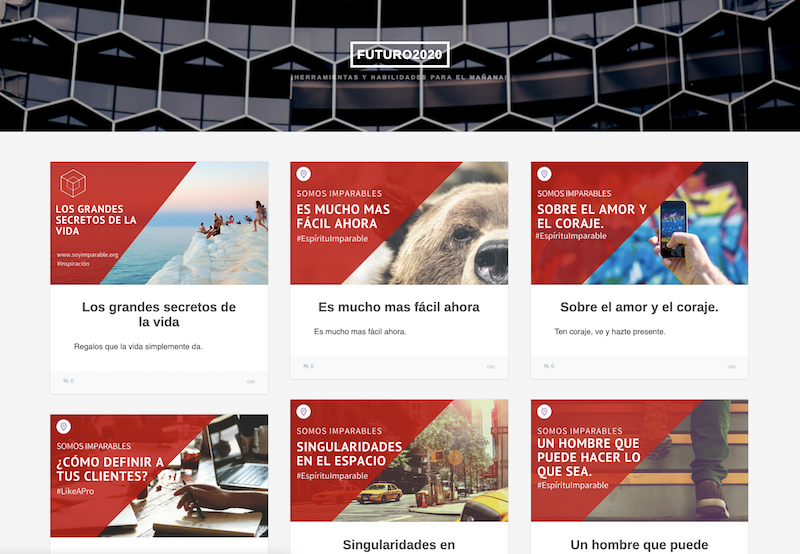 FUTURO2020
¡HERRAMIENTAS Y HABILIDADES PARA EL MAÑANA!
LOS GRANDES
SECRETOS DE LA
VIDA
www.soyimparable.org
#Inspiración
Los grandes secretos de
la vida
Regalos que la vida simplemente da.
0
SOMOS IMPARABLES
ES MUCHO MAS
FÁCIL AHORA
#EspírituImparable
Es mucho mas fácil ahora
Es mucho mas fácil ahora.
0
SOMOS IMPARABLES
SOBRE EL AMOR Y
EL CORAJE.
#EspírituImparable
Sobre el amor y el coraje.
Ten coraje, ve y hazte presente.
0
SOMOS IMPARABLES
¿CÓMO DEFINIR A
TUS CLIENTES?
#LikeAPro
SOMOS IMPARABLES
SINGULARIDADES
EN EL ESPACIO
#EspírituImparable
Singularidades en
SOMOS IMPARABLES
UN HOMBRE QUE
PUEDE HACER LO
QUE SEA.
#EspírituImparable
Un hombre que puede